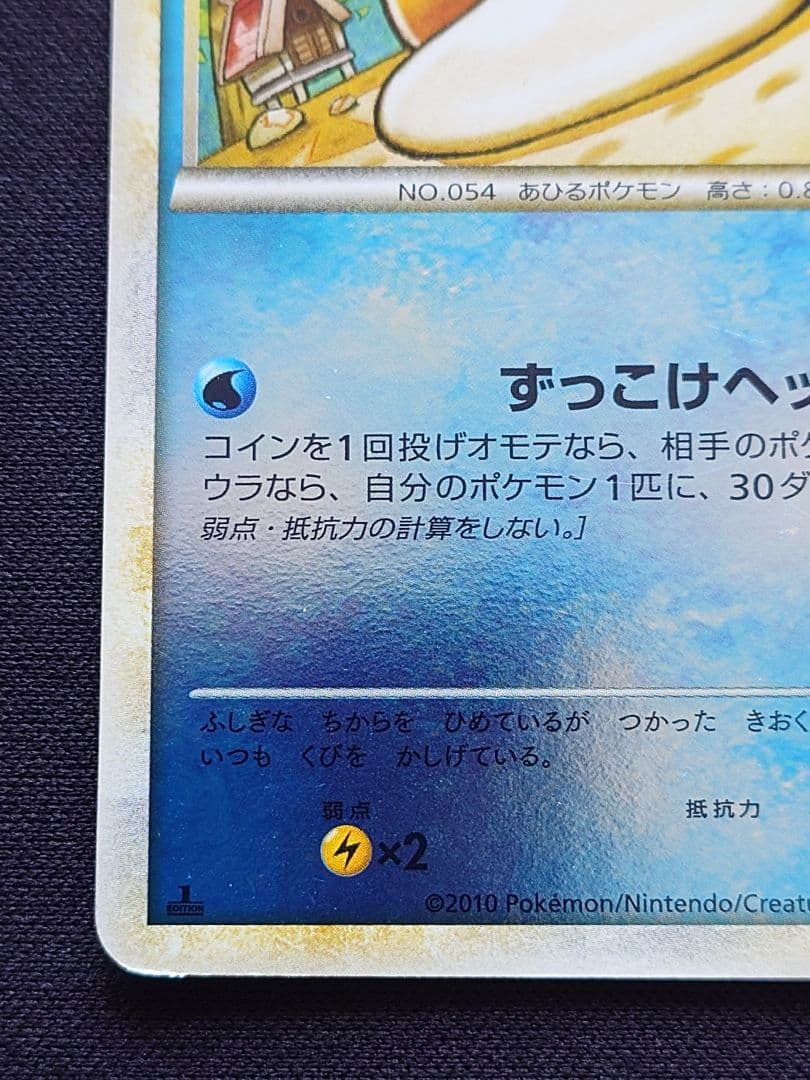 NO.054 あひるポケモン 高さ:0.8
ずっこけヘッ
コインを1回投げオモテなら、相手のポケ
ウラなら、自分のポケモン1匹に、30ダ
弱点・抵抗力の計算をしない。]
ふしぎな ちからを ひめているが つかった きおく
いつも くびを かしげている。
弱点 抵抗力
×2
1 EDITION
©2010 Pokémon/Nintendo/Creatu